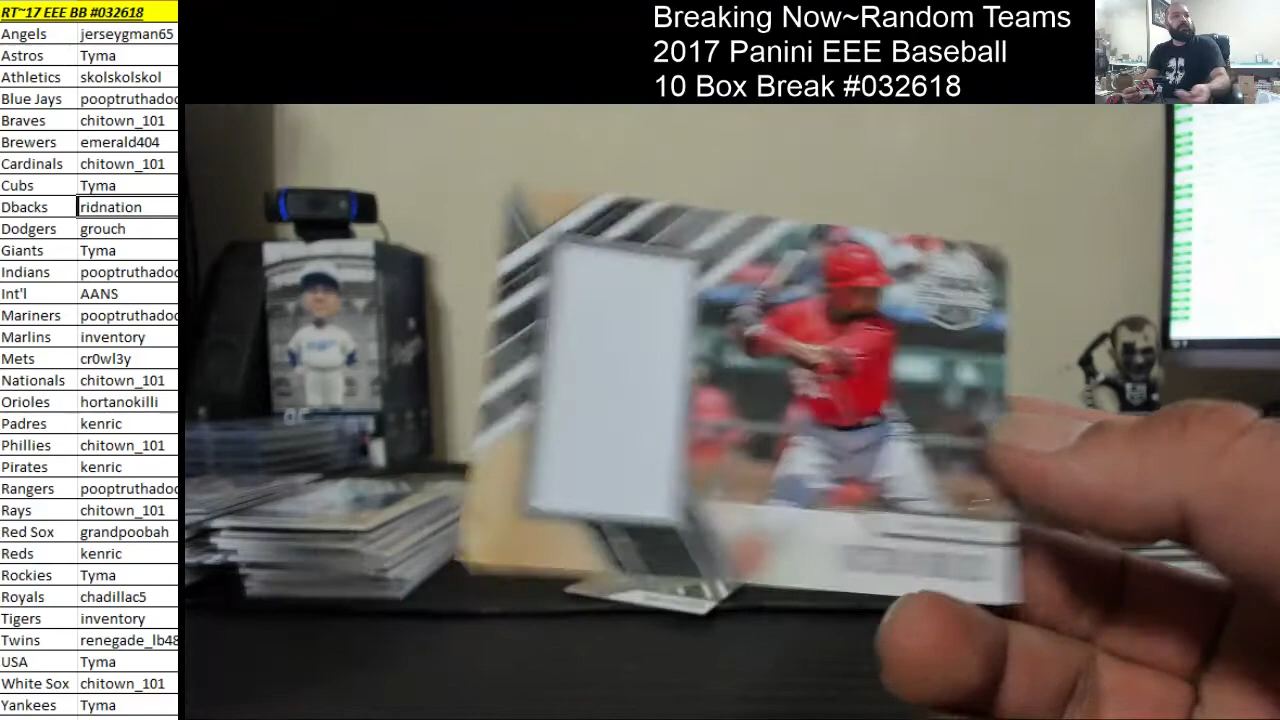 RT~17 EEE BB #032618
Angels jerseygman65
Astros Tyma
Athletics skolskolskol
Blue Jays pooptruthadoc
Braves chitown_101
Brewers emerald404
Cardinals chitown_101
Cubs Tyma
Dbacks ridnation
Dodgers grouch
Giants Tyma
Indians pooptruthadoc
Int'l AANS
Mariners pooptruthadoc
Marlins inventory
Mets cr0wl3y
Nationals chitown_101
Orioles hortanokilli
Padres kenric
Phillies chitown_101
Pirates kenric
Rangers pooptruthadoc
Rays chitown_101
Red Sox grandpoobah
Reds kenric
Rockies Tyma
Royals chadillac5
Tigers inventory
Twins renegade_lb48
USA Tyma
White Sox chitown_101
Yankees Tyma
Breaking Now~Random Teams
2017 Panini EEE Baseball
10 Box Break #032618